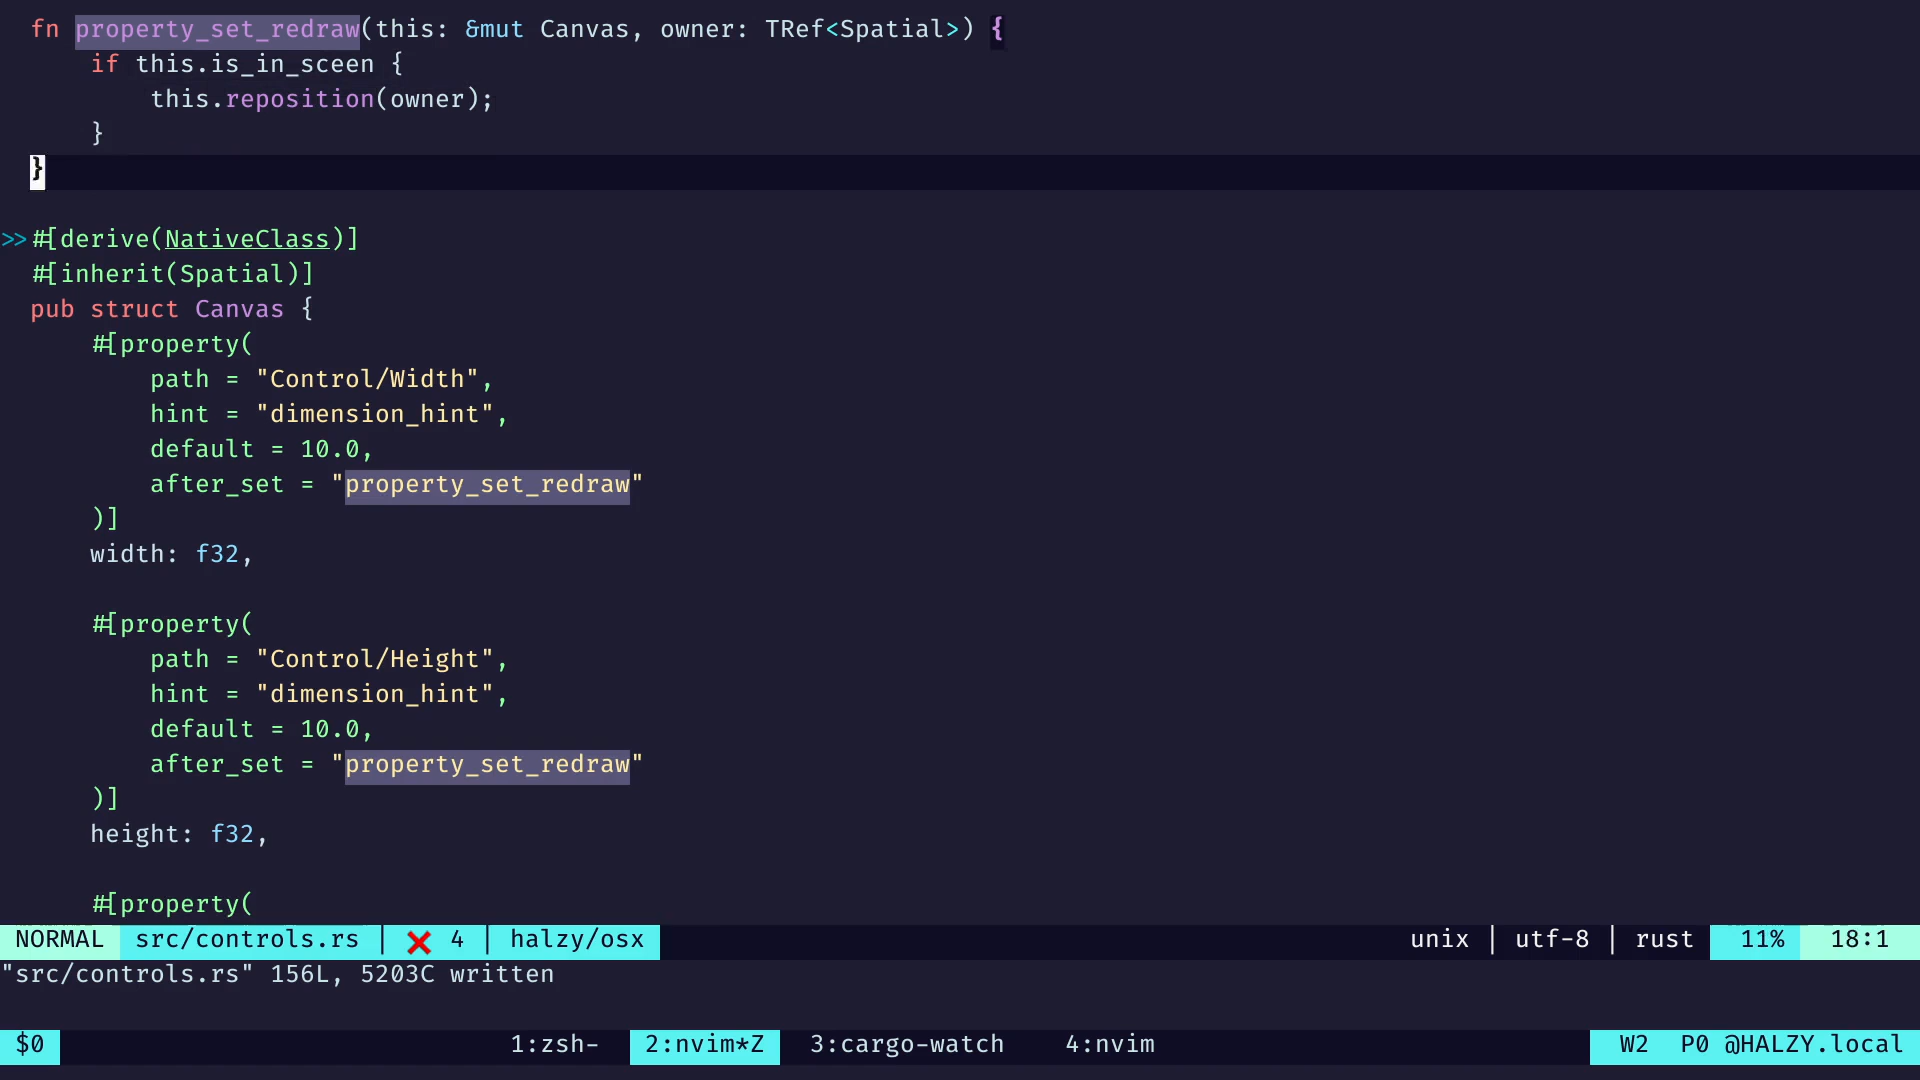 fn property_set_redraw(this: &mut Canvas, owner: TRef<Spatial>) {
    if this.is_in_sceen {
        this.reposition(owner);
    }
}
>>#[derive(NativeClass)]
#[inherit(Spatial)]
pub struct Canvas {
    #[property(
        path = "Control/Width",
        hint = "dimension_hint",
        default = 10.0,
        after_set = "property_set_redraw"
    )]
    width: f32,
    #[property(
        path = "Control/Height",
        hint = "dimension_hint",
        default = 10.0,
        after_set = "property_set_redraw"
    )]
    height: f32,
    #[property(
NORMAL src/controls.rs | ❌ 4 | halzy/osx unix | utf-8 | rust 11% 18:1
"src/controls.rs" 156L, 5203C written
$0 1:zsh- 2:nvim*Z 3:cargo-watch 4:nvim W2 P0 @HALZY.local